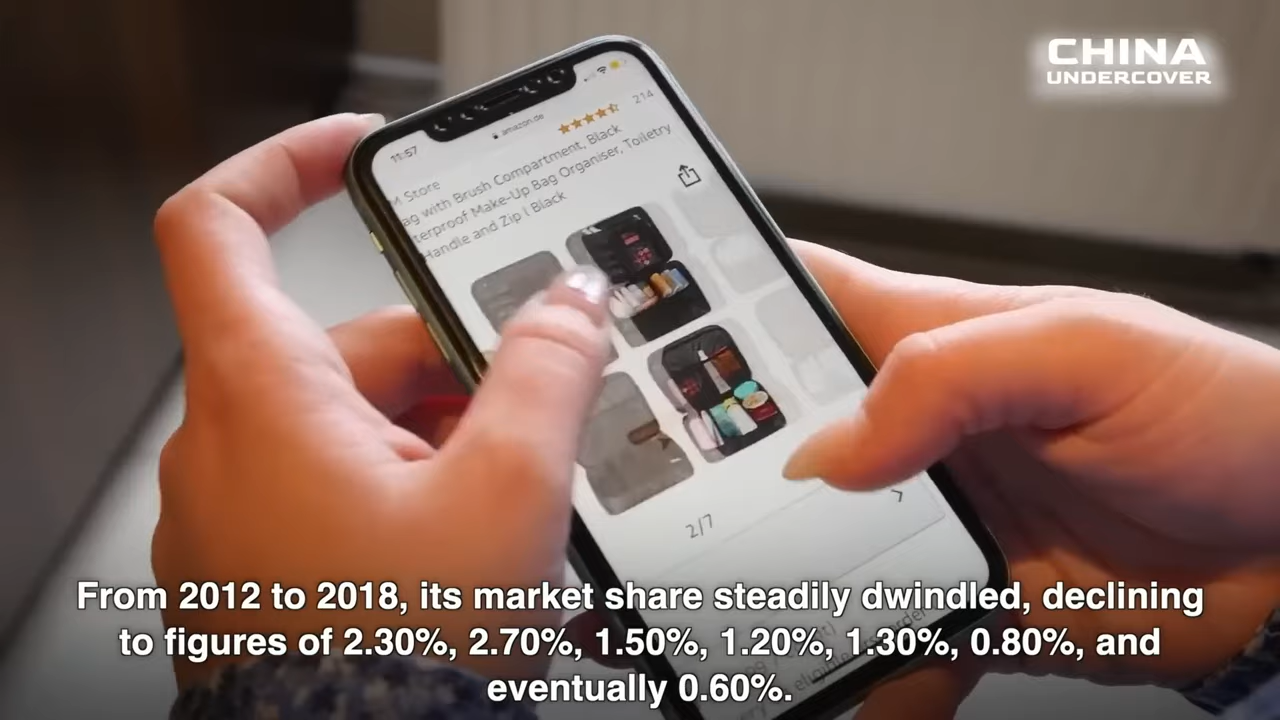 CHINA
UNDERCOVER
11:57
amazon.de
214
Store
with Brush Compartment, Black
Make-Up Bag Organiser, Toiletry
Handle and Zip | Black
2/7
From 2012 to 2018, its market share steadily dwindled, declining
to figures of 2.30%, 2.70%, 1.50%, 1.20%, 1.30%, 0.80%, and
eventually 0.60%.